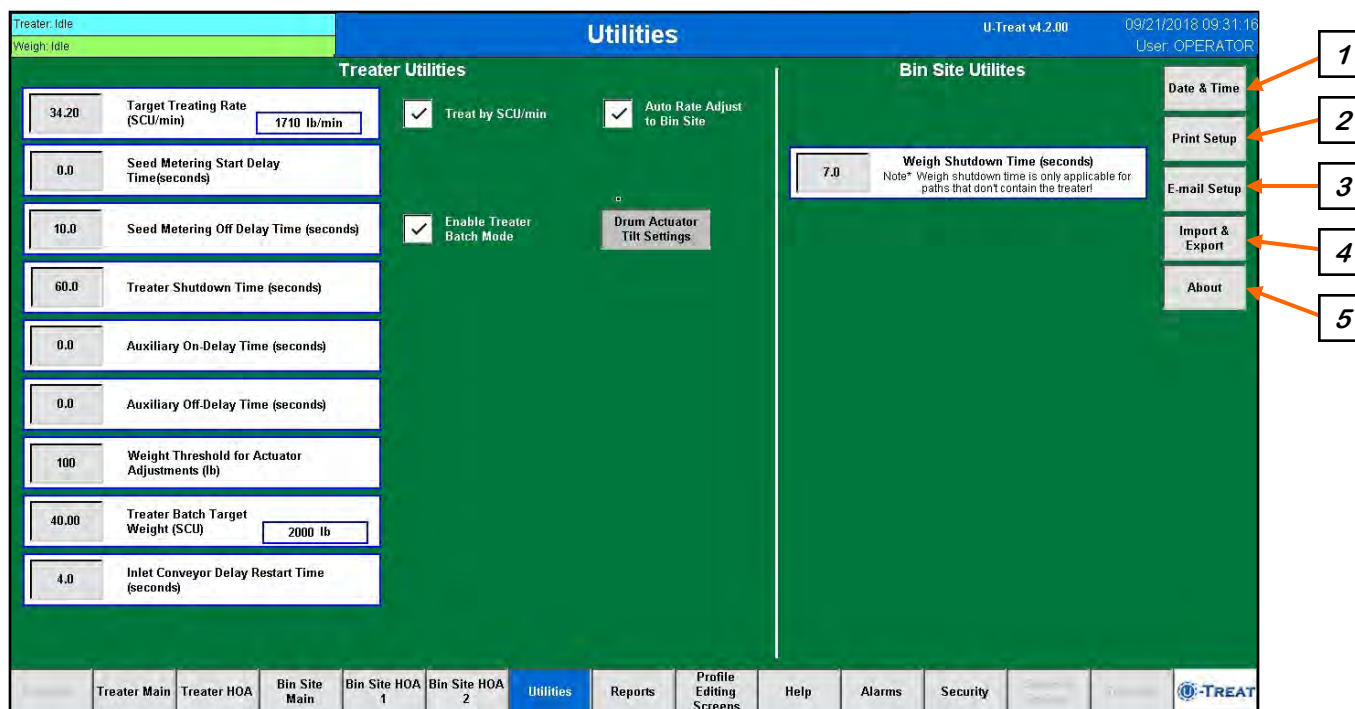 Treater: Idle
Weigh: Idle
Utilities
U-Treat v4.2.00
09/21/2018 09:31:16
User: OPERATOR
Treater Utilities
34.20
Target Treating Rate
(SCU/min)
1710 lb/min
0.0
Seed Metering Start Delay
Time(seconds)
10.0
Seed Metering Off Delay Time (seconds)
60.0
Treater Shutdown Time (seconds)
0.0
Auxiliary On-Delay Time (seconds)
0.0
Auxiliary Off-Delay Time (seconds)
100
Weight Threshold for Actuator
Adjustments (lb)
40.00
Treater Batch Target
Weight (SCU)
2000 lb
4.0
Inlet Conveyor Delay Restart Time
(seconds)
Treat by SCU/min
Auto Rate Adjust
to Bin Site
Enable Treater
Batch Mode
Drum Actuator
Tilt Settings
Bin Site Utilites
7.0
Weigh Shutdown Time (seconds)
Note* Weigh shutdown time is only applicable for
paths that don't contain the treater!
Date & Time
Print Setup
E-mail Setup
Import &
Export
About
1
2
3
4
5
Treater Main
Treater HOA
Bin Site
Main
Bin Site HOA
1
Bin Site HOA
2
Utilities
Reports
Profile
Editing
Screens
Help
Alarms
Security
U-TREAT